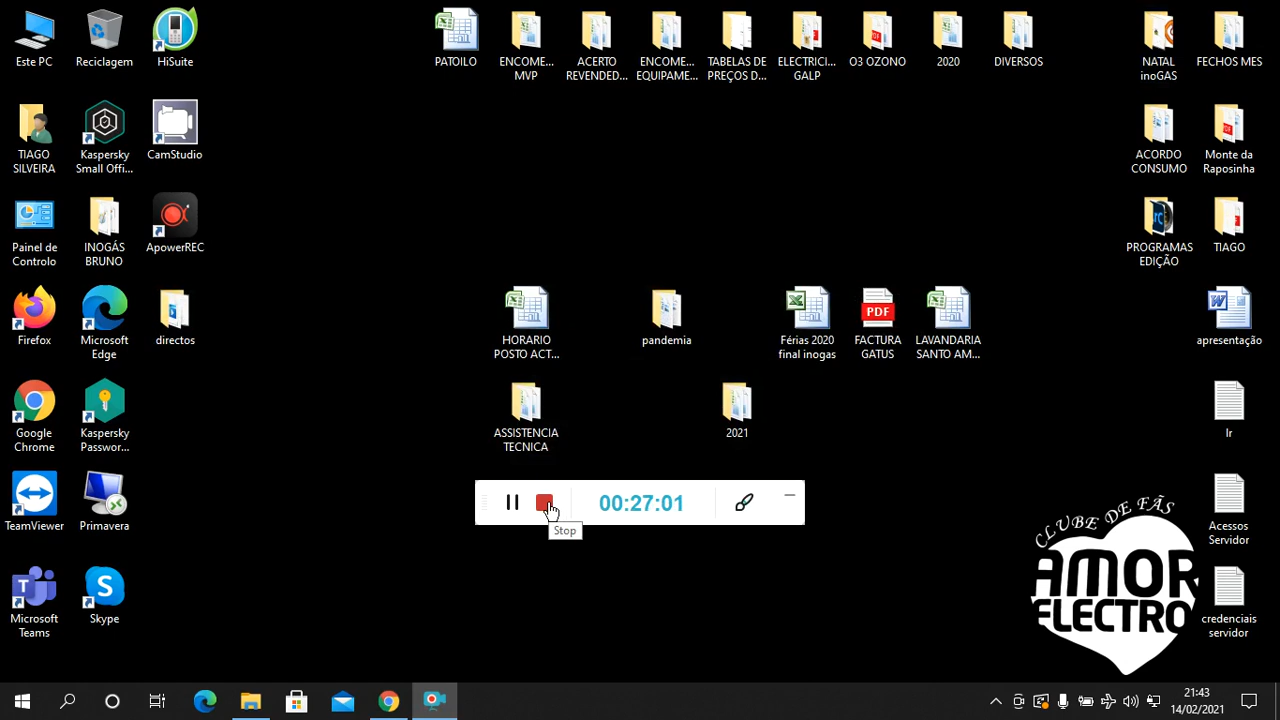 Este PC
Reciclagem
HiSuite
PATOILO
ENCOME...
MVP
ACERTO
REVENDED...
ENCOME...
EQUIPAME...
TABELAS DE
PREÇOS D...
ELECTRICI...
GALP
O3 OZONO
2020
DIVERSOS
NATAL
inoGAS
FECHOS MES
TIAGO
SILVEIRA
Kaspersky
Small Offi...
CamStudio
ACORDO
CONSUMO
Monte da
Raposinha
Painel de
Controlo
INOGÁS
BRUNO
ApowerREC
PROGRAMAS
EDIÇÃO
TIAGO
Firefox
Microsoft
Edge
directos
HORARIO
POSTO ACT...
pandemia
Férias 2020
final inogas
PDF
FACTURA
GATUS
LAVANDARIA
SANTO AM...
apresentação
Google
Chrome
Kaspersky
Passwor...
ASSISTENCIA
TECNICA
2021
lr
TeamViewer
Primavera
00:27:01
Stop
Acessos
Servidor
Microsoft
Teams
Skype
CLUBE DE FÃS
AMOR
ELECTRO
credenciais
servidor
21:43
14/02/2021